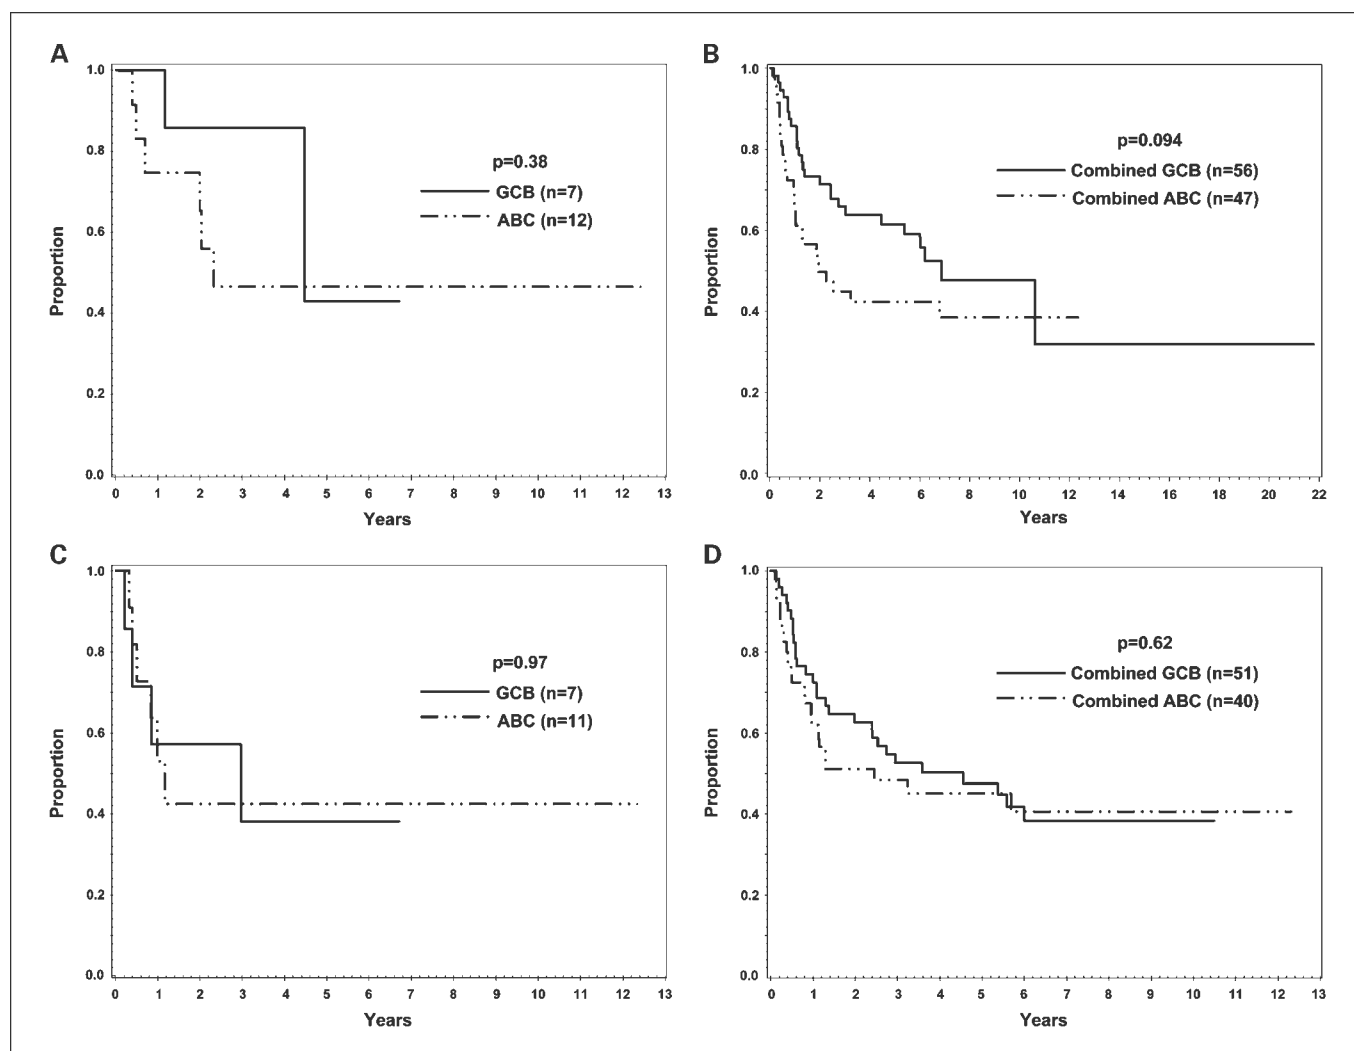 A
1.0
0.8
0.6
0.4
0.2
0.0
Proportion
p=0.38
GCB (n=7)
ABC (n=12)
0 1 2 3 4 5 6 7 8 9 10 11 12 13
Years
B
1.0
0.8
0.6
0.4
0.2
0.0
Proportion
p=0.094
Combined GCB (n=56)
Combined ABC (n=47)
0 2 4 6 8 10 12 14 16 18 20 22
Years
C
1.0
0.8
0.6
0.4
0.2
0.0
Proportion
p=0.97
GCB (n=7)
ABC (n=11)
0 1 2 3 4 5 6 7 8 9 10 11 12 13
Years
D
1.0
0.8
0.6
0.4
0.2
0.0
Proportion
p=0.62
Combined GCB (n=51)
Combined ABC (n=40)
0 1 2 3 4 5 6 7 8 9 10 11 12 13
Years